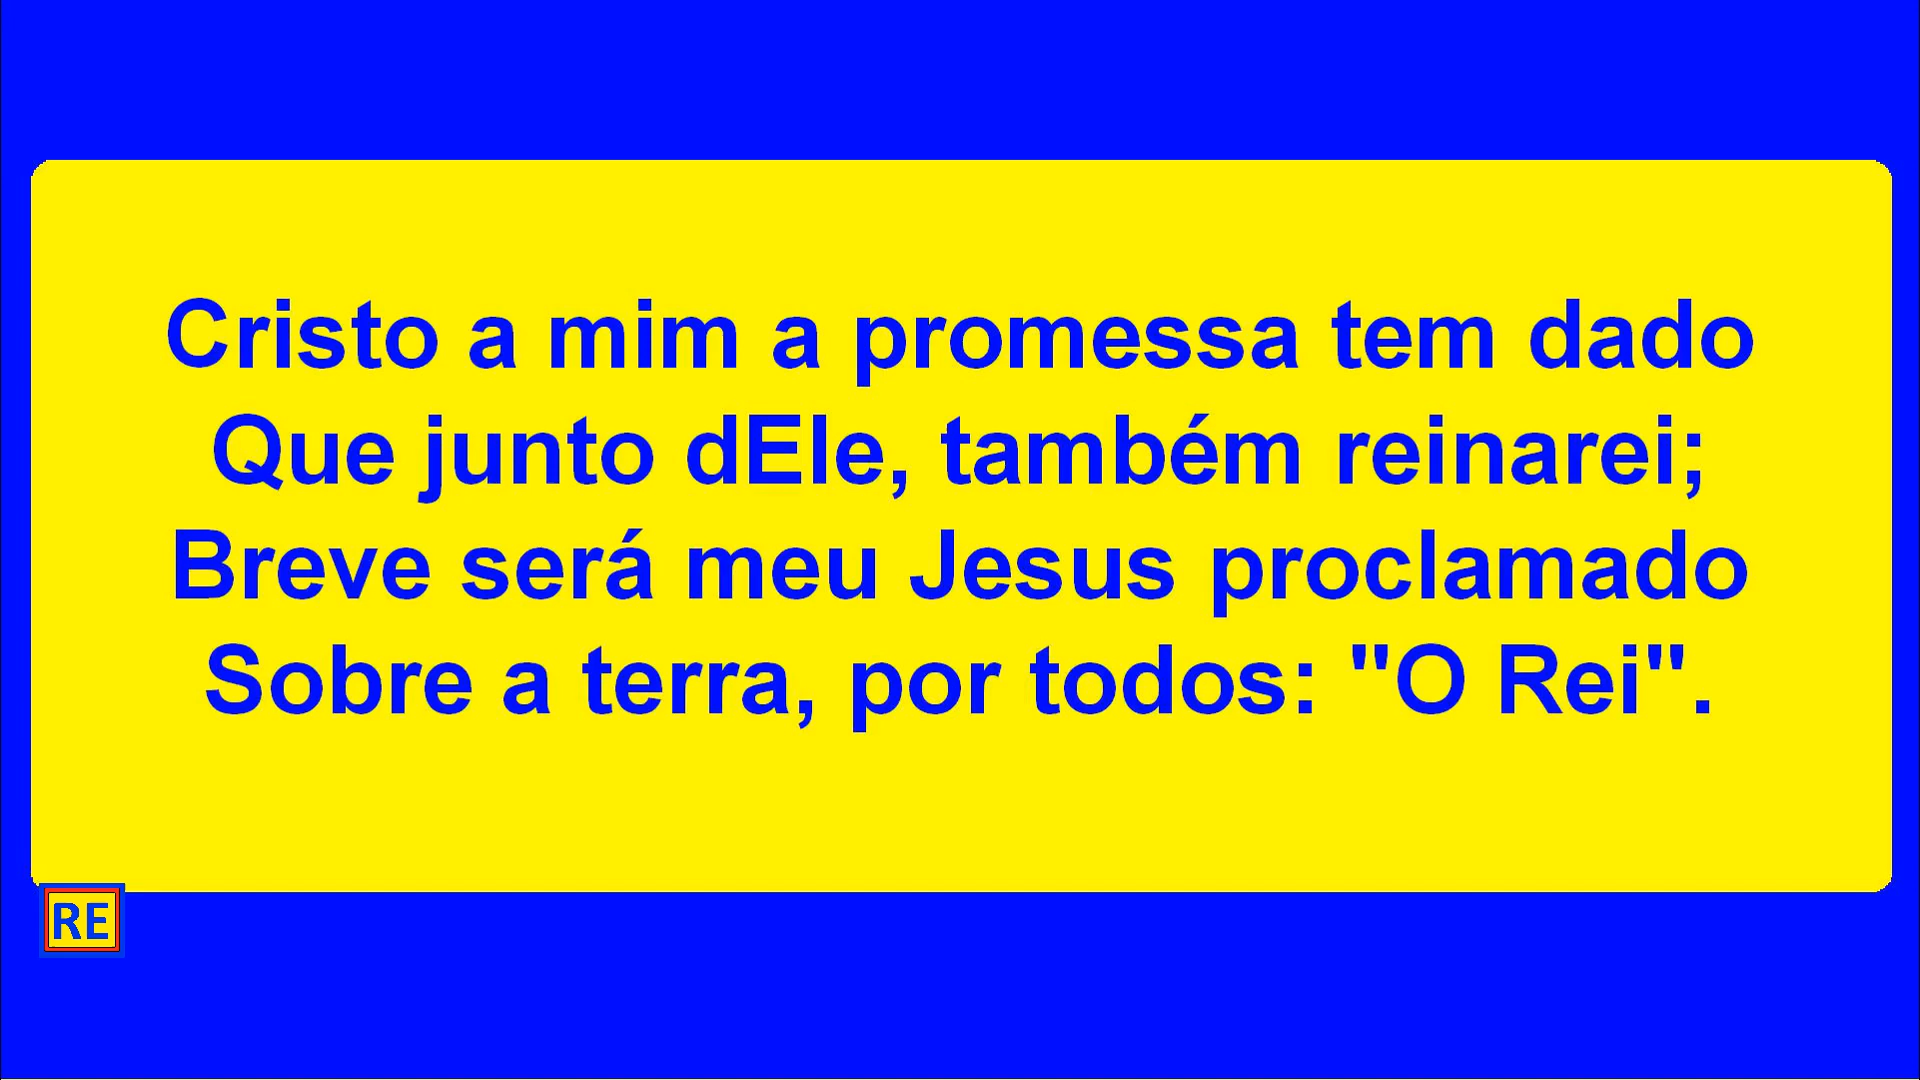 Cristo a mim a promessa tem dado
Que junto dEle, também reinarei;
Breve será meu Jesus proclamado
Sobre a terra, por todos: "O Rei".
RE